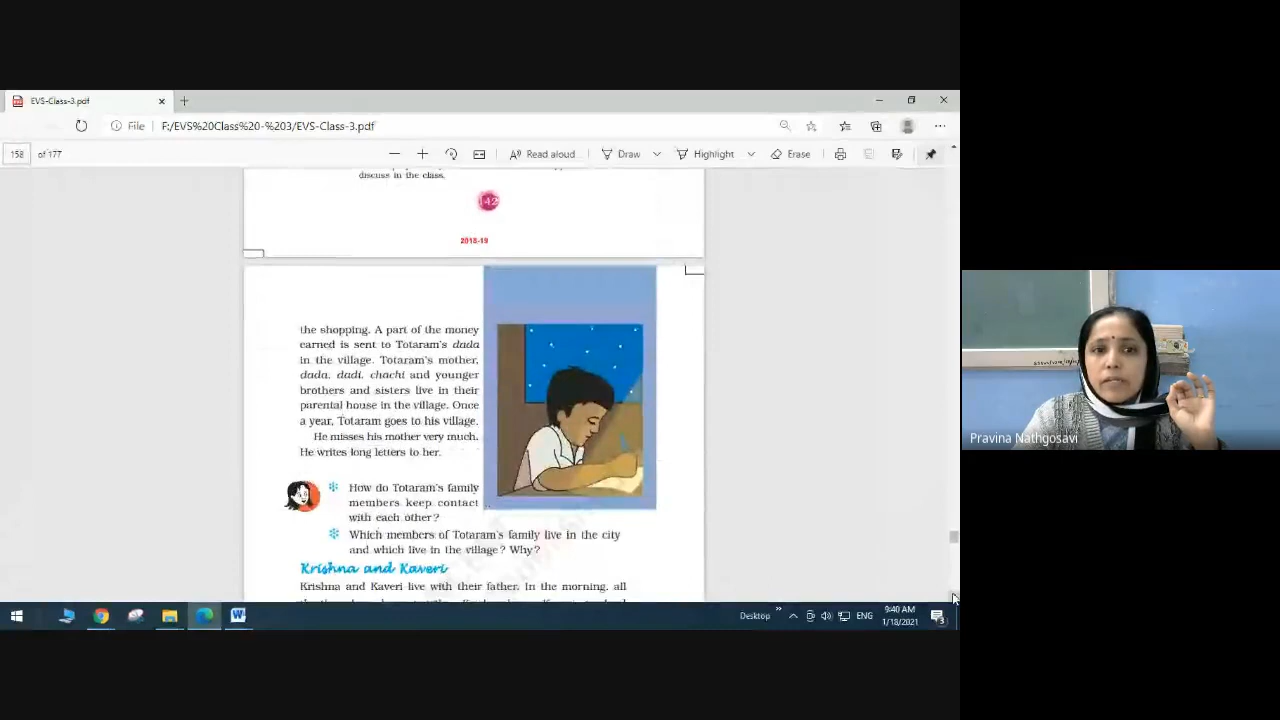 EVS-Class-3.pdf
File F:/EVS%20Class%20-%203/EVS-Class-3.pdf
158 of 177 Read aloud Draw Highlight Erase
discuss in the class.
142
2018-19
the shopping. A part of the money
earned is sent to Totaram's dada
in the village. Totaram's mother,
dada, dadi, chachi and younger
brothers and sisters live in their
parental house in the village. Once
a year, Totaram goes to his village.
He misses his mother very much.
He writes long letters to her.
How do Totaram's family
members keep contact
with each other?
Which members of Totaram's family live in the city
and which live in the village? Why?
Krishna and Kaveri
Krishna and Kaveri live with their father. In the morning, all
Pravina Nathgosavi
Desktop ENG 9:40 AM
1/18/2021